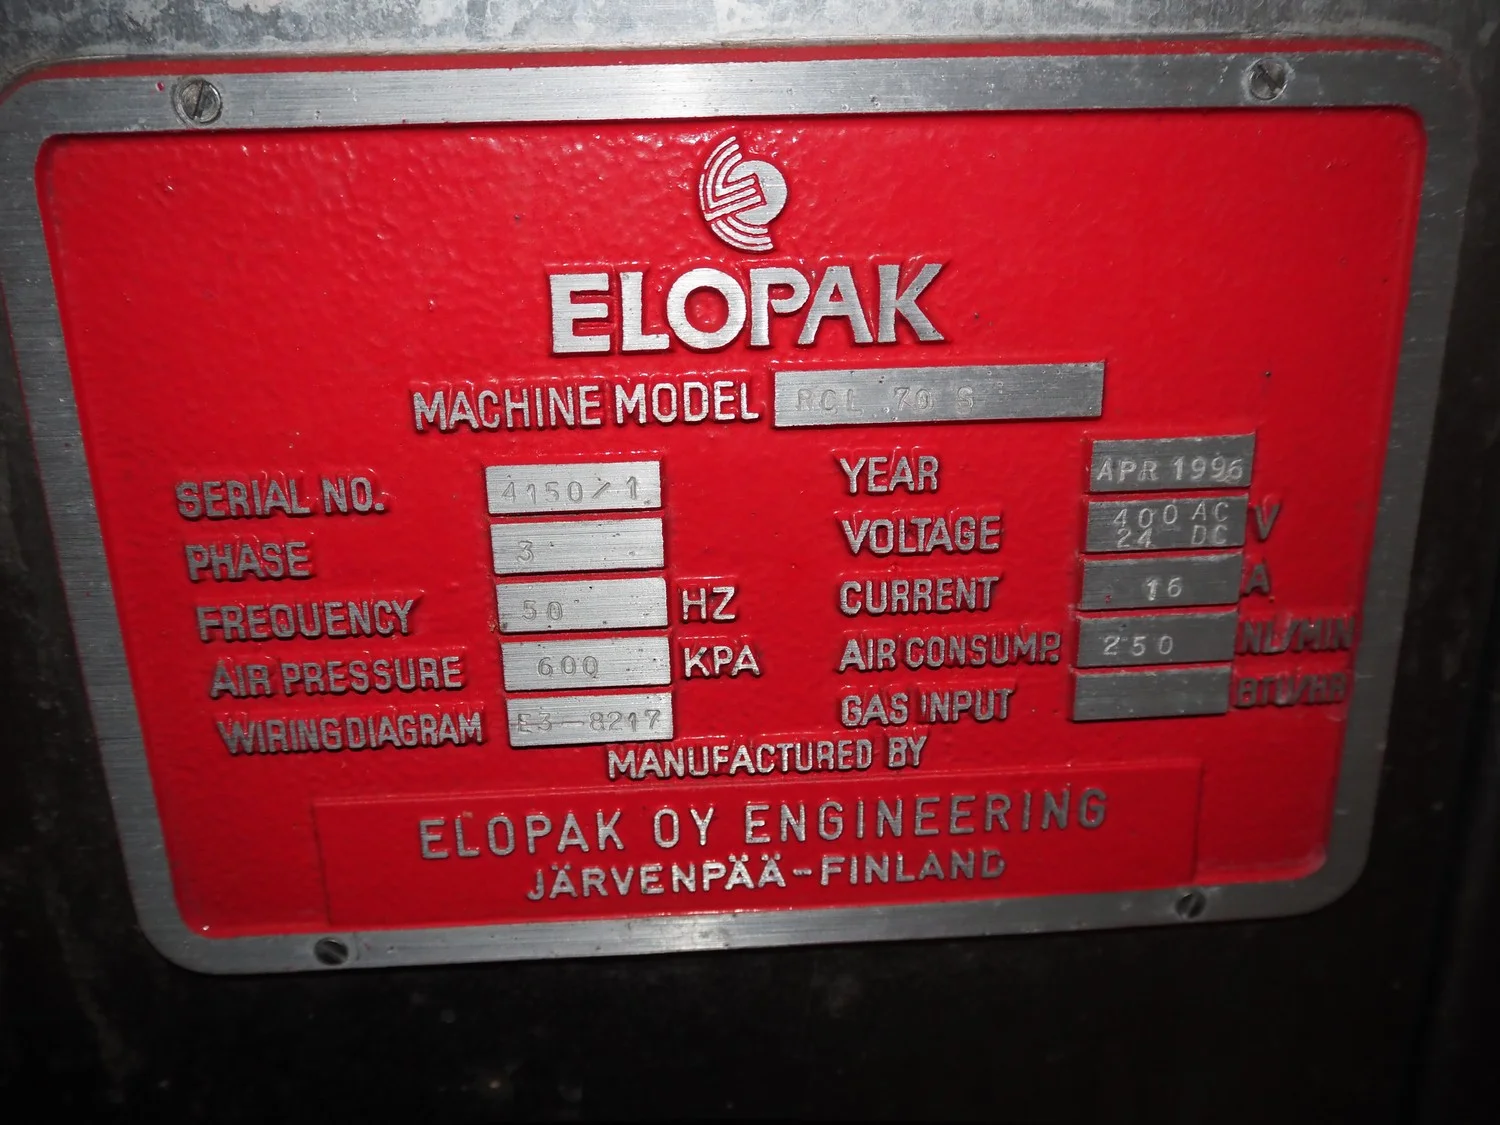 ELOPAK
MACHINE MODEL RCL 70 S
SERIAL NO. 4150/1
YEAR APR 1996
PHASE 3
VOLTAGE 400 AC 24 DC V
FREQUENCY 50 HZ
CURRENT 16 A
AIR PRESSURE 600 KPA
AIR CONSUMP. 250 NL/MIN
WIRING DIAGRAM E3-8217
GAS INPUT BTU/HR
MANUFACTURED BY
ELOPAK OY ENGINEERING
JÄRVENPÄÄ-FINLAND